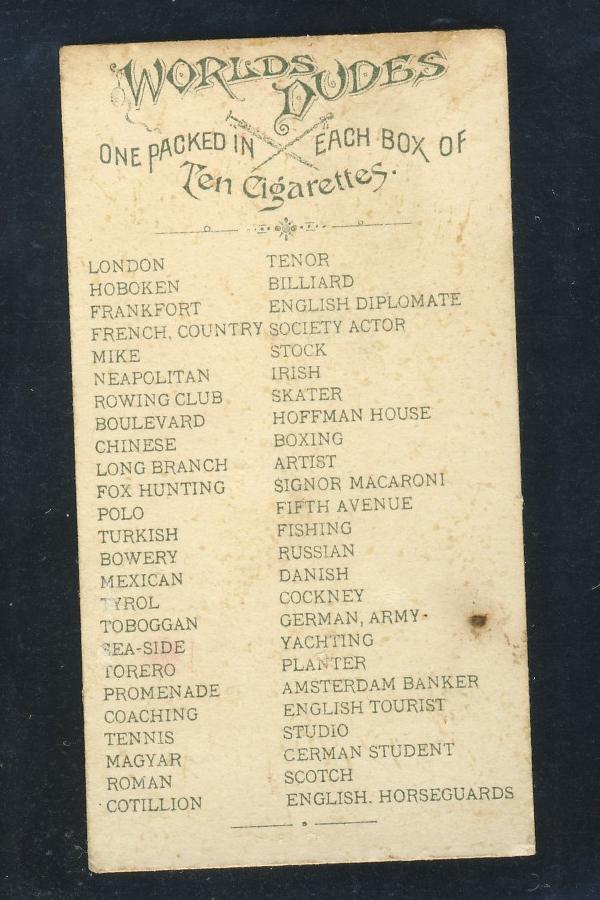 WORLDS DUDES
ONE PACKED IN EACH BOX OF
Ten Cigarettes.
LONDON
HOBOKEN
FRANKFORT
FRENCH, COUNTRY
MIKE
NEAPOLITAN
ROWING CLUB
BOULEVARD
CHINESE
LONG BRANCH
FOX HUNTING
POLO
TURKISH
BOWERY
MEXICAN
TYROL
TOBOGGAN
SEA-SIDE
TORERO
PROMENADE
COACHING
TENNIS
MAGYAR
ROMAN
COTILLION
TENOR
BILLIARD
ENGLISH DIPLOMATE
SOCIETY ACTOR
STOCK
IRISH
SKATER
HOFFMAN HOUSE
BOXING
ARTIST
SIGNOR MACARONI
FIFTH AVENUE
FISHING
RUSSIAN
DANISH
COCKNEY
GERMAN, ARMY
YACHTING
PLANTER
AMSTERDAM BANKER
ENGLISH TOURIST
STUDIO
GERMAN STUDENT
SCOTCH
ENGLISH. HORSEGUARDS